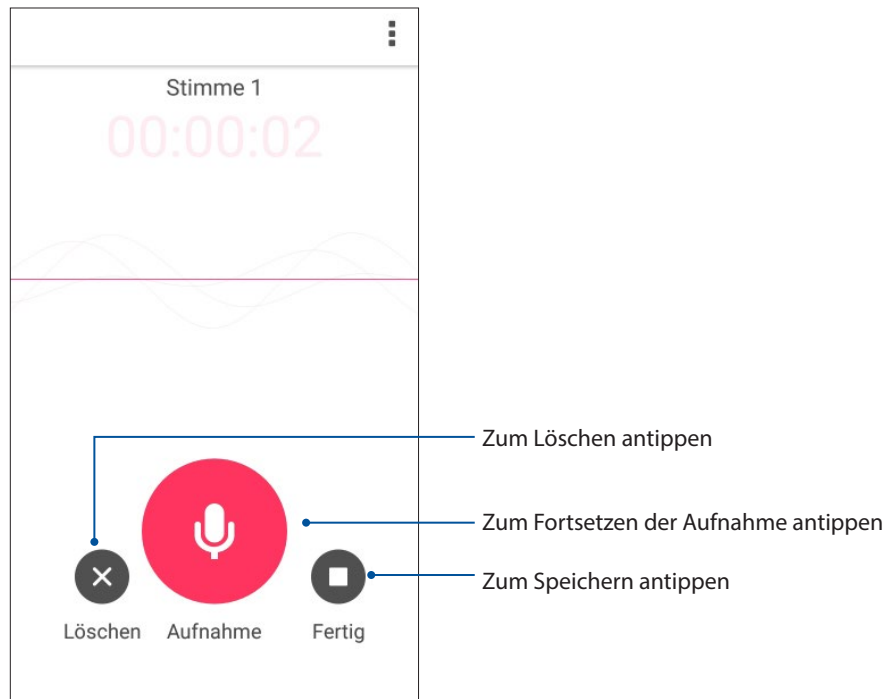 Stimme 1
00:00:02
Zum Löschen antippen
Zum Fortsetzen der Aufnahme antippen
Zum Speichern antippen
Löschen Aufnahme Fertig